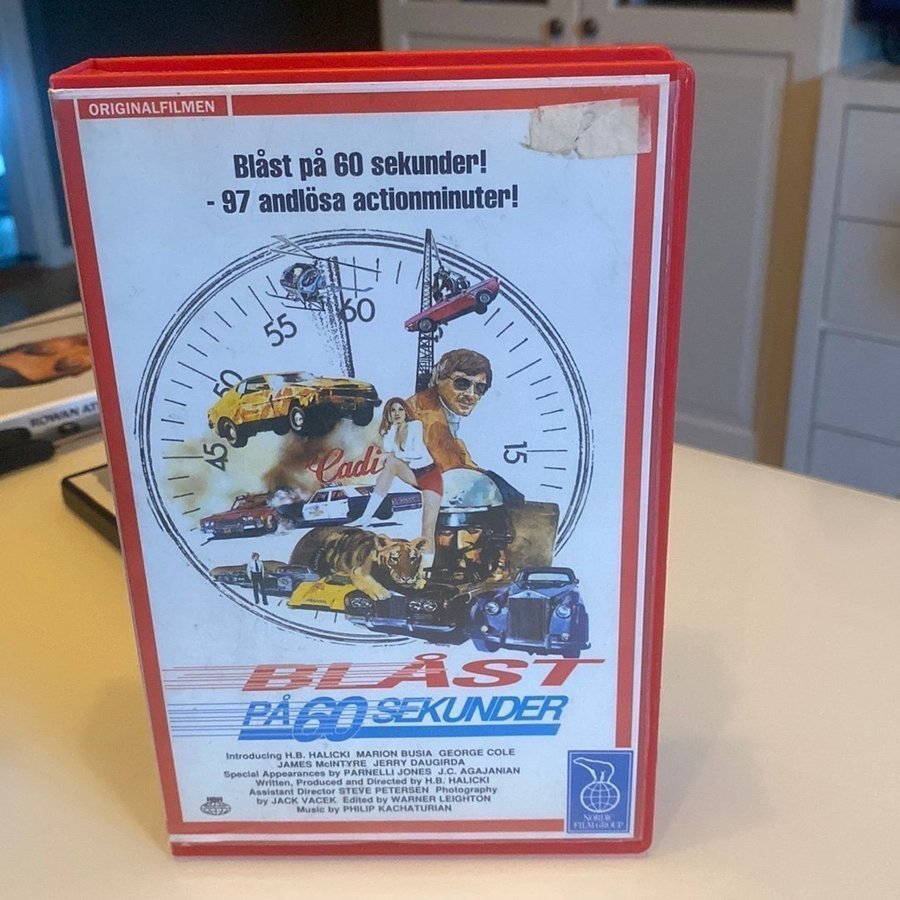 ORIGINALFILMEN
Blåst på 60 sekunder!
- 97 andlösa actionminuter!
55
60
50
45
15
Cadi
ROWAN AT
BLÅST
PÅ 60 SEKUNDER
Introducing H.B. HALICKI MARION BUSIA GEORGE COLE
JAMES McINTYRE JERRY DAUGIRDA
Special Appearances by PARNELLI JONES J.C. AGAJANIAN
Written, Produced and Directed by H.B. HALICKI
Assistant Director STEVE PETERSEN Photography
by JACK VACEK Edited by WARNER LEIGHTON
Music by PHILIP KACHATURIAN
NORDIC
FILM GROUP